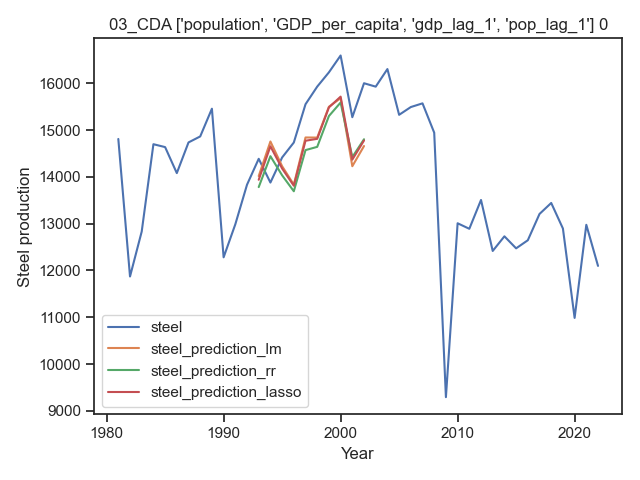 03_CDA ['population', 'GDP_per_capita', 'gdp_lag_1', 'pop_lag_1'] 0
Steel production
16000
15000
14000
13000
12000
11000
10000
9000
steel
steel_prediction_lm
steel_prediction_rr
steel_prediction_lasso
1980
1990
2000
2010
2020
Year